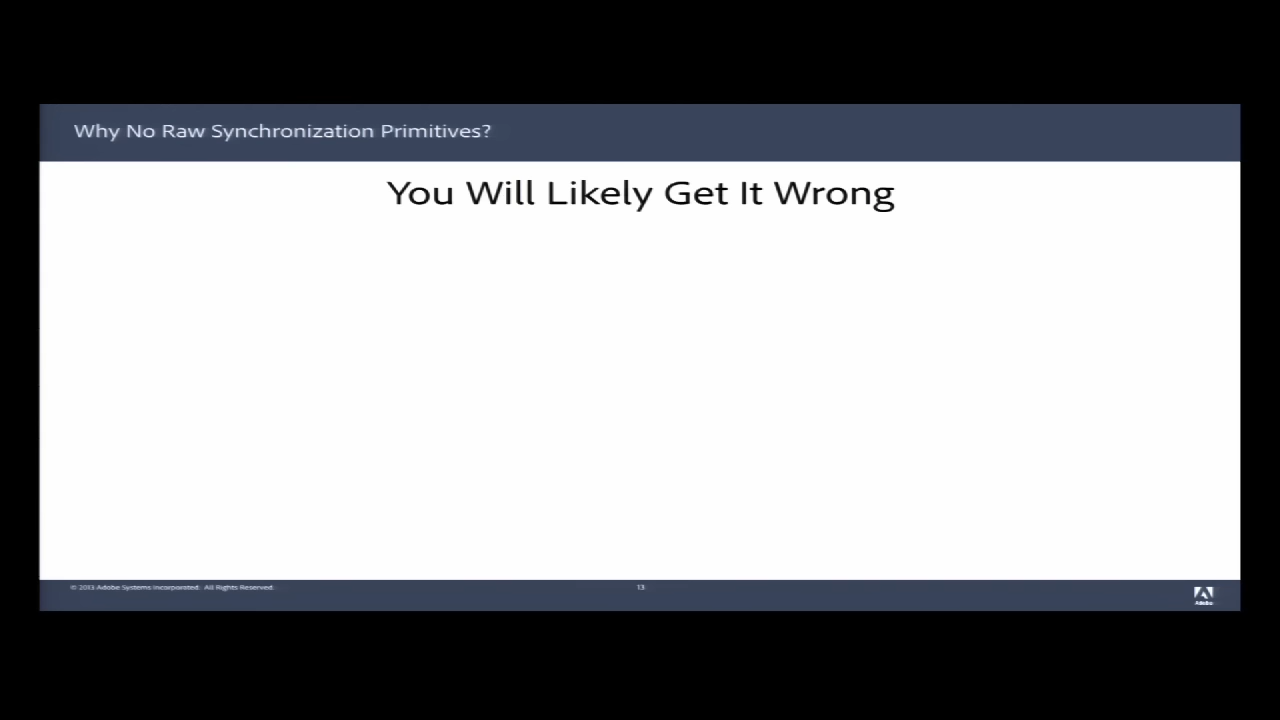 Why No Raw Synchronization Primitives?
You Will Likely Get It Wrong
© 2013 Adobe Systems Incorporated. All Rights Reserved.
13
Adobe